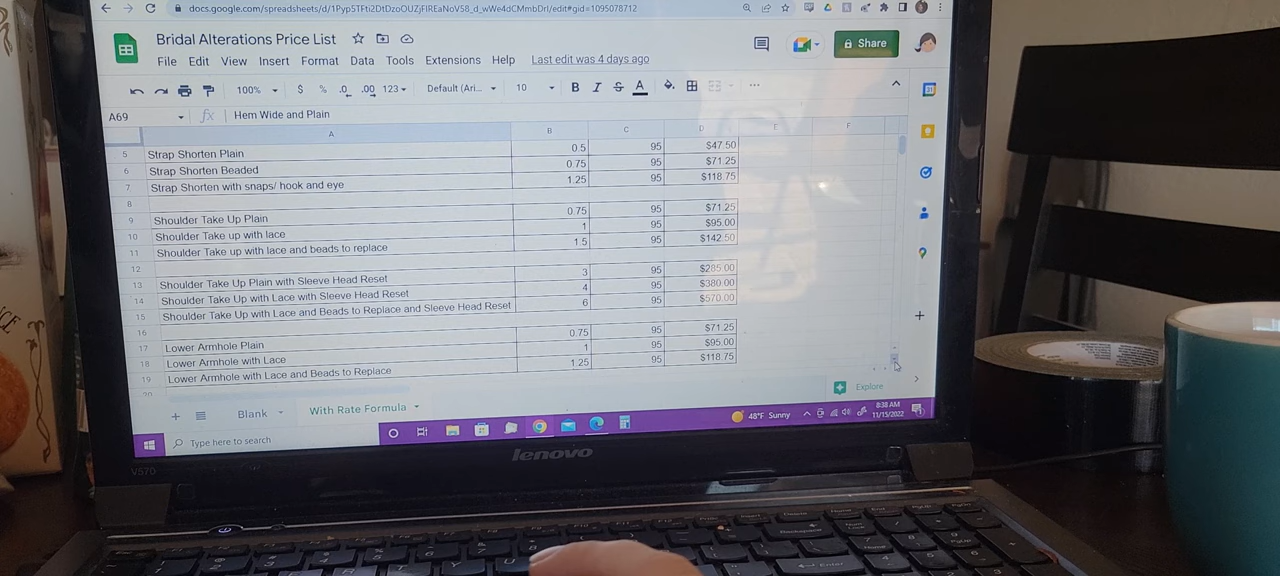 docs.google.com/spreadsheets/d/1Pyp5TFti2DtDzoOUZjFlREaNoV58_d_wWe4dCMmbDrI/edit#gid=1095078712
Bridal Alterations Price List
File Edit View Insert Format Data Tools Extensions Help Last edit was 4 days ago
Share
100% $ % .0 .00 123 Default (Ari... 10 B I S A
A69 fx Hem Wide and Plain
A B C D E F
5 Strap Shorten Plain 0.5 95 $47.50
6 Strap Shorten Beaded 0.75 95 $71.25
7 Strap Shorten with snaps/ hook and eye 1.25 95 $118.75
8
9 Shoulder Take Up Plain 0.75 95 $71.25
10 Shoulder Take up with lace 1 95 $95.00
11 Shoulder Take up with lace and beads to replace 1.5 95 $142.50
12
13 Shoulder Take Up Plain with Sleeve Head Reset 3 95 $285.00
14 Shoulder Take Up with Lace with Sleeve Head Reset 4 95 $380.00
15 Shoulder Take Up with Lace and Beads to Replace and Sleeve Head Reset 6 95 $570.00
16
17 Lower Armhole Plain 0.75 95 $71.25
18 Lower Armhole with Lace 1 95 $95.00
19 Lower Armhole with Lace and Beads to Replace 1.25 95 $118.75
20
Explore
Blank With Rate Formula
Type here to search
48°F Sunny
8:38 AM
11/15/2022
V570
lenovo